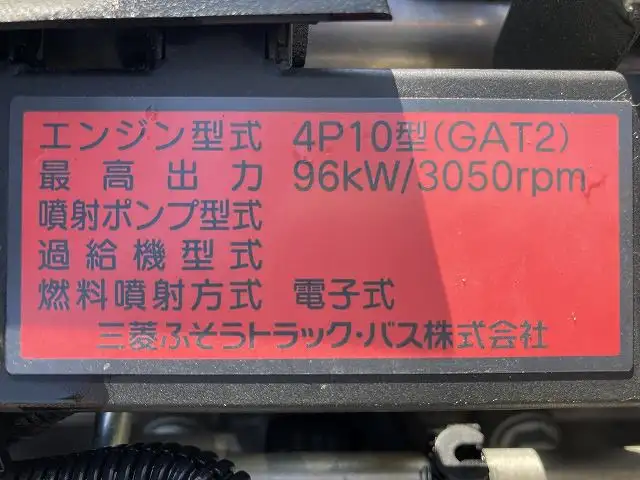 エンジン型式 4P10型(GAT2)
最高出力 96kW/3050rpm
噴射ポンプ型式
過給機型式
燃料噴射方式 電子式
三菱ふそうトラック・バス株式会社